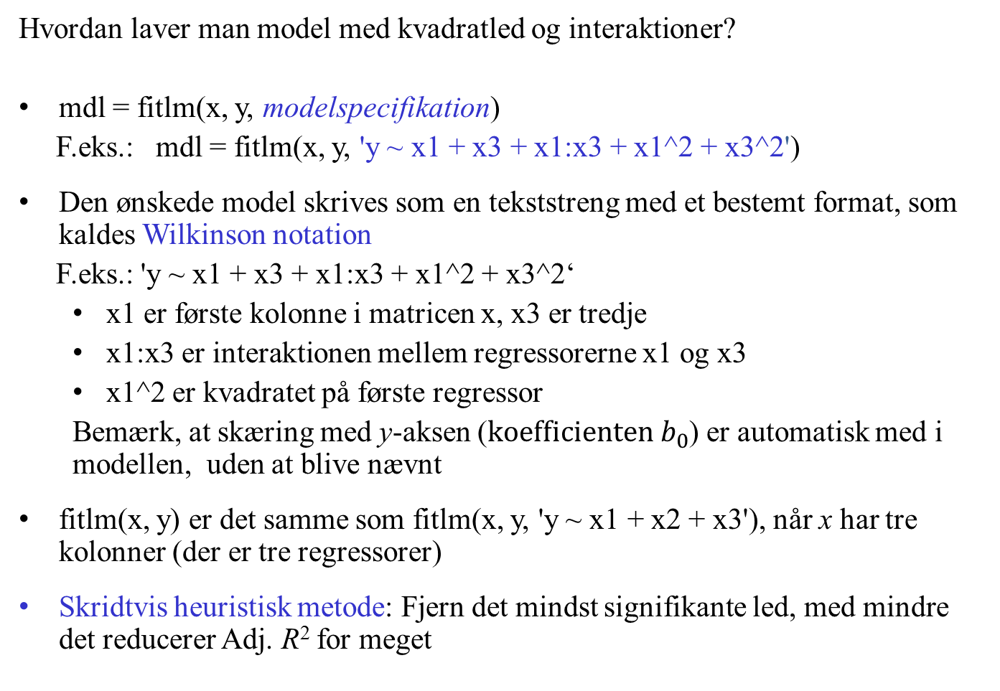 Hvordan laver man model med kvadratled og interaktioner?
• mdl = fitlm(x, y, modelspecifikation)
F.eks.: mdl = fitlm(x, y, 'y ~ x1 + x3 + x1:x3 + x1^2 + x3^2')
• Den ønskede model skrives som en tekststreng med et bestemt format, som
kaldes Wilkinson notation
F.eks.: 'y ~ x1 + x3 + x1:x3 + x1^2 + x3^2‘
• x1 er første kolonne i matricen x, x3 er tredje
• x1:x3 er interaktionen mellem regressorerne x1 og x3
• x1^2 er kvadratet på første regressor
Bemærk, at skæring med y-aksen (koefficienten b₀) er automatisk med i
modellen, uden at blive nævnt
• fitlm(x, y) er det samme som fitlm(x, y, 'y ~ x1 + x2 + x3'), når x har tre
kolonner (der er tre regressorer)
• Skridtvis heuristisk metode: Fjern det mindst signifikante led, med mindre
det reducerer Adj. R² for meget